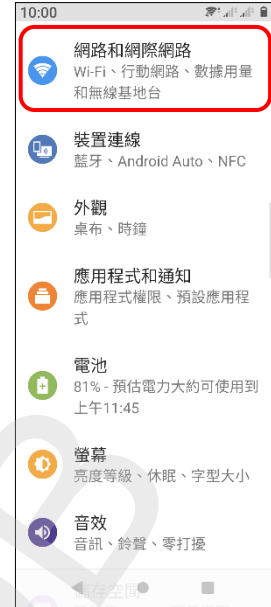 10:00
網路和網際網路
Wi-Fi、行動網路、數據用量
和無線基地台
裝置連線
藍牙、Android Auto、NFC
外觀
桌布、時鐘
應用程式和通知
應用程式權限、預設應用程
式
電池
81% - 預估電力大約可使用到
上午11:45
螢幕
亮度等級、休眠、字型大小
音效
音訊、鈴聲、零打擾
儲存空間